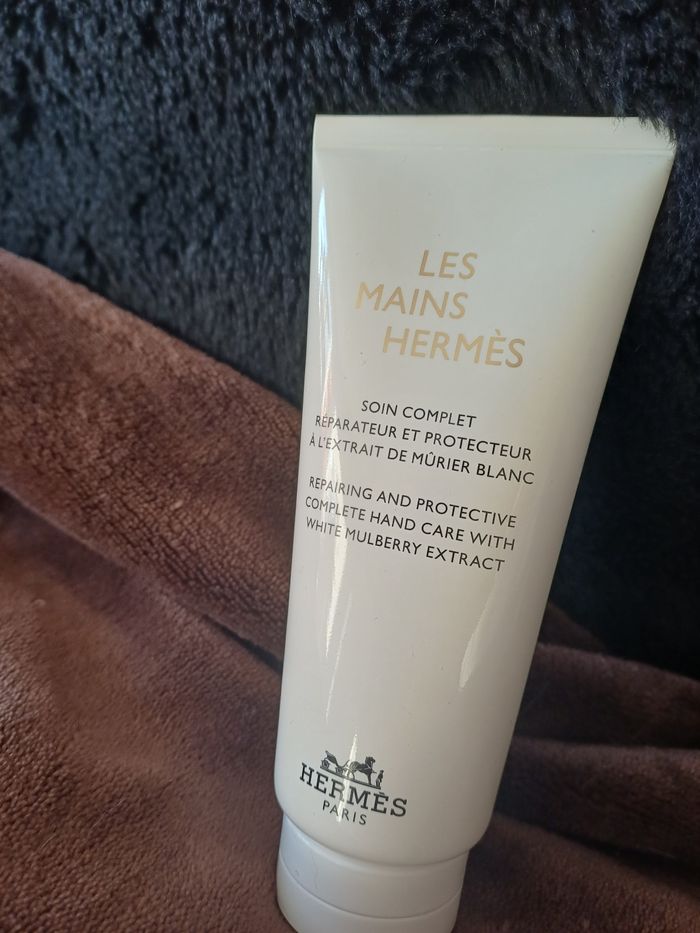 LES
MAINS
HERMÈS
SOIN COMPLET
RÉPARATEUR ET PROTECTEUR
À L'EXTRAIT DE MÛRIER BLANC
REPAIRING AND PROTECTIVE
COMPLETE HAND CARE WITH
WHITE MULBERRY EXTRACT
HERMÈS
PARIS